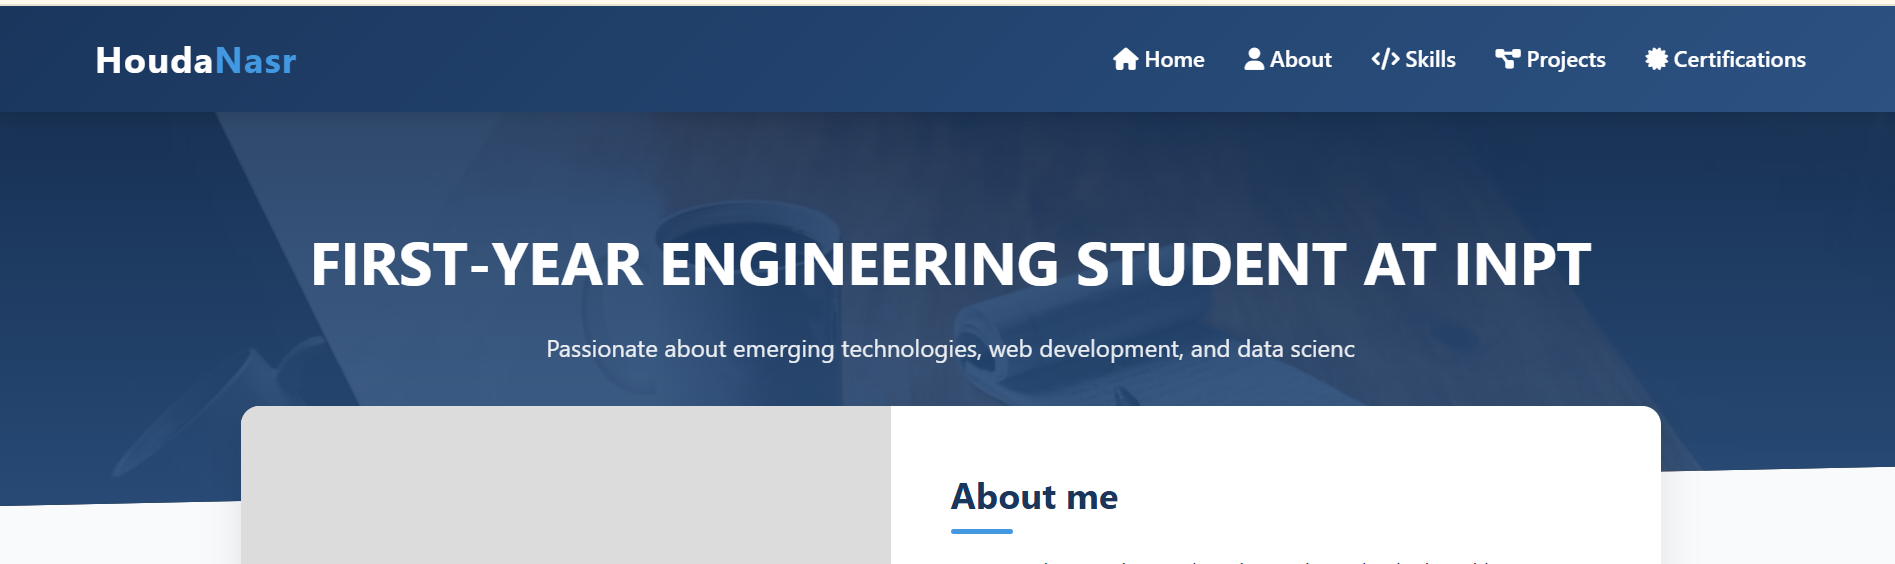 HoudaNasr
Home About Skills Projects Certifications
FIRST-YEAR ENGINEERING STUDENT AT INPT
Passionate about emerging technologies, web development, and data scienc
About me